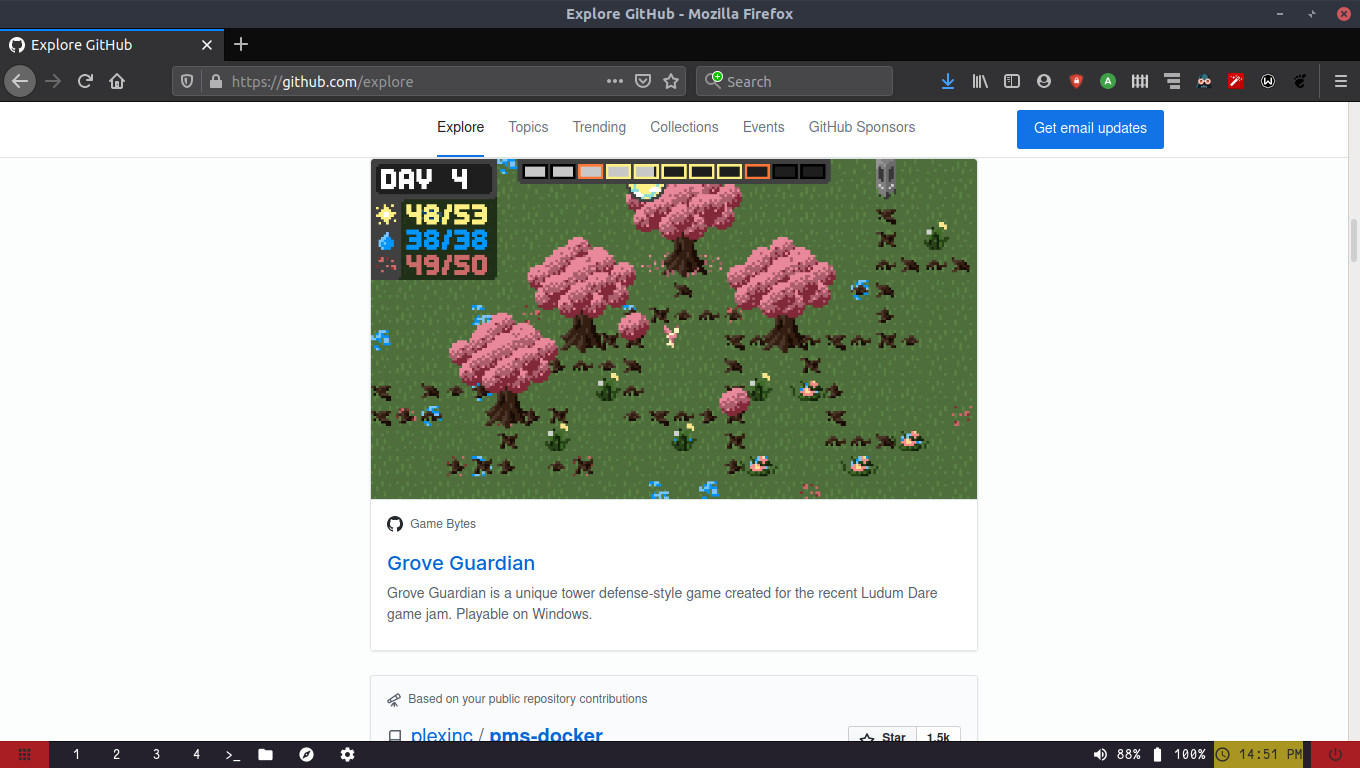 Explore GitHub - Mozilla Firefox
Explore GitHub
https://github.com/explore
Search
Explore Topics Trending Collections Events GitHub Sponsors
Get email updates
DAY 4
48/53
38/38
49/50
Game Bytes
Grove Guardian
Grove Guardian is a unique tower defense-style game created for the recent Ludum Dare
game jam. Playable on Windows.
Based on your public repository contributions
plexinc / pms-docker
Star 1.5k
1 2 3 4 >_ 88% 100% 14:51 PM